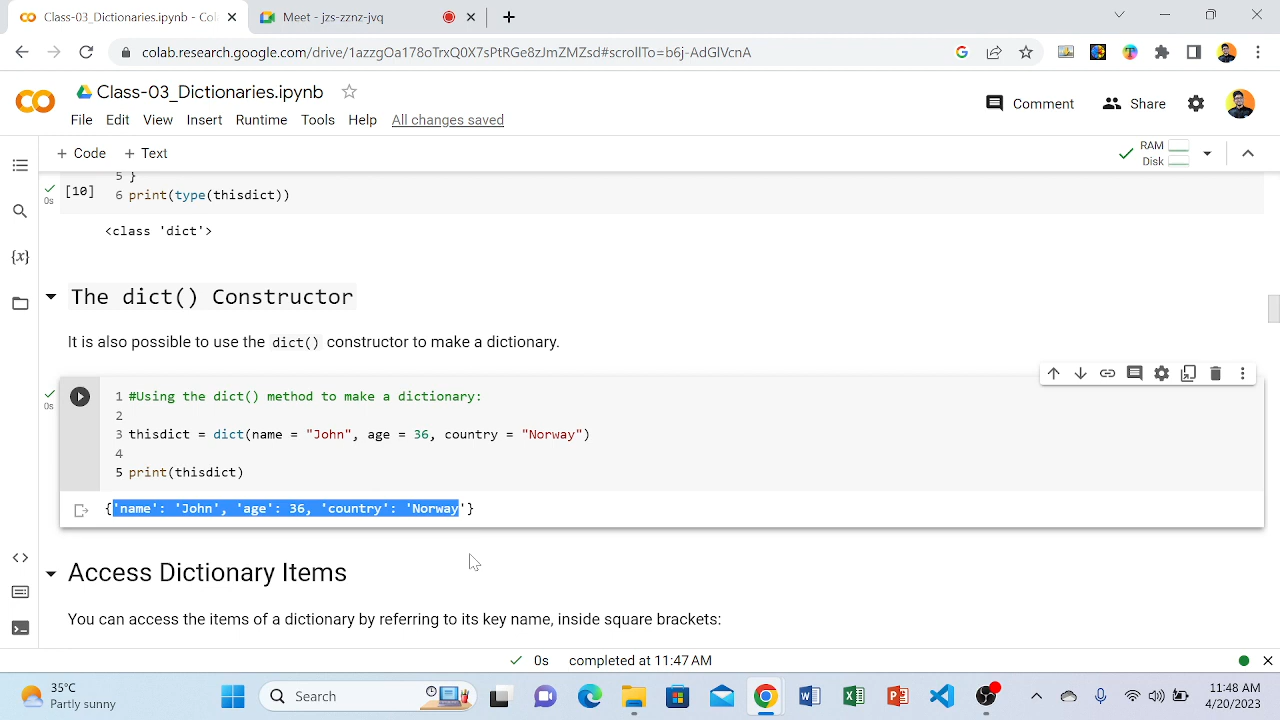 Class-03_Dictionaries.ipynb - Col
Meet - jzs-zznz-jvq
colab.research.google.com/drive/1azzgOa178oTrxQ0X7sPtRGe8zJmZMZsd#scrollTo=b6j-AdGlVcnA
Class-03_Dictionaries.ipynb
Comment
Share
File Edit View Insert Runtime Tools Help All changes saved
+ Code + Text
RAM
Disk
5 }
[10]
6 print(type(thisdict))
0s
<class 'dict'>
{x}
The dict() Constructor
It is also possible to use the dict() constructor to make a dictionary.
1 #Using the dict() method to make a dictionary:
0s
2
3 thisdict = dict(name = "John", age = 36, country = "Norway")
4
5 print(thisdict)
{'name': 'John', 'age': 36, 'country': 'Norway'}
Access Dictionary Items
You can access the items of a dictionary by referring to its key name, inside square brackets:
0s completed at 11:47 AM
35°C
Partly sunny
Search
11:48 AM
4/20/2023